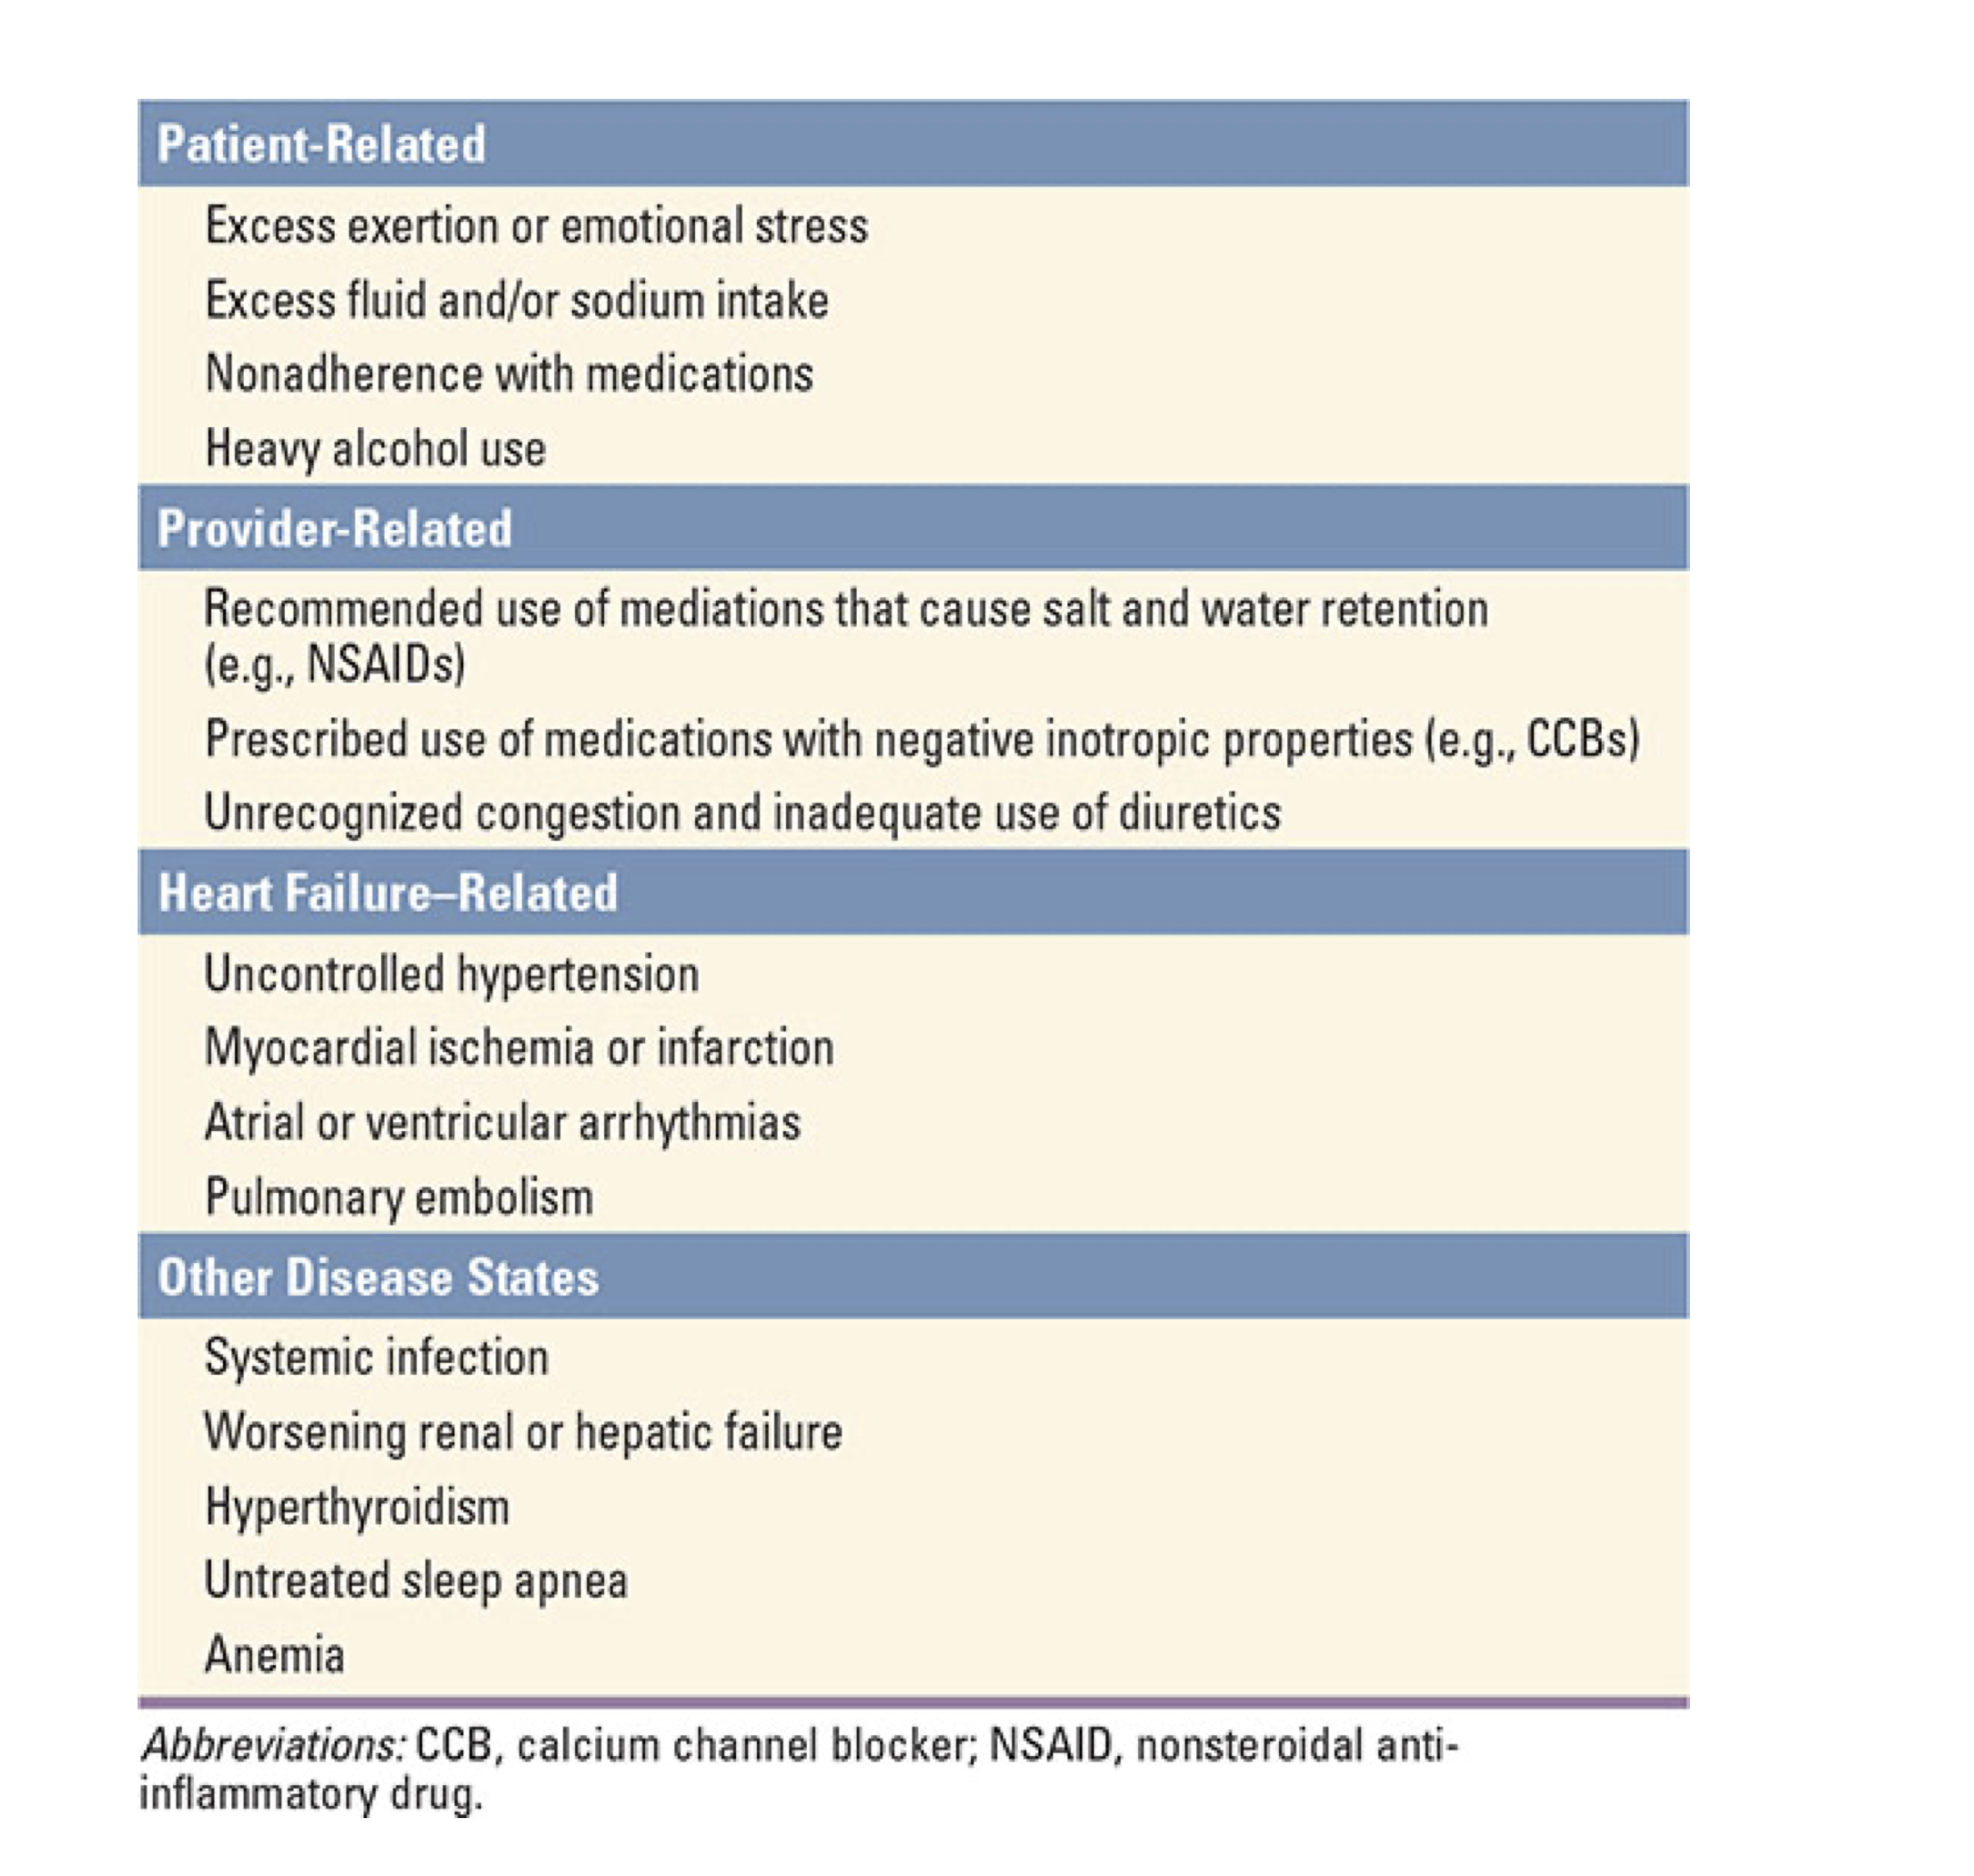 Patient-Related
Excess exertion or emotional stress
Excess fluid and/or sodium intake
Nonadherence with medications
Heavy alcohol use
Provider-Related
Recommended use of mediations that cause salt and water retention
(e.g., NSAIDs)
Prescribed use of medications with negative inotropic properties (e.g., CCBs)
Unrecognized congestion and inadequate use of diuretics
Heart Failure–Related
Uncontrolled hypertension
Myocardial ischemia or infarction
Atrial or ventricular arrhythmias
Pulmonary embolism
Other Disease States
Systemic infection
Worsening renal or hepatic failure
Hyperthyroidism
Untreated sleep apnea
Anemia
Abbreviations: CCB, calcium channel blocker; NSAID, nonsteroidal anti-
inflammatory drug.